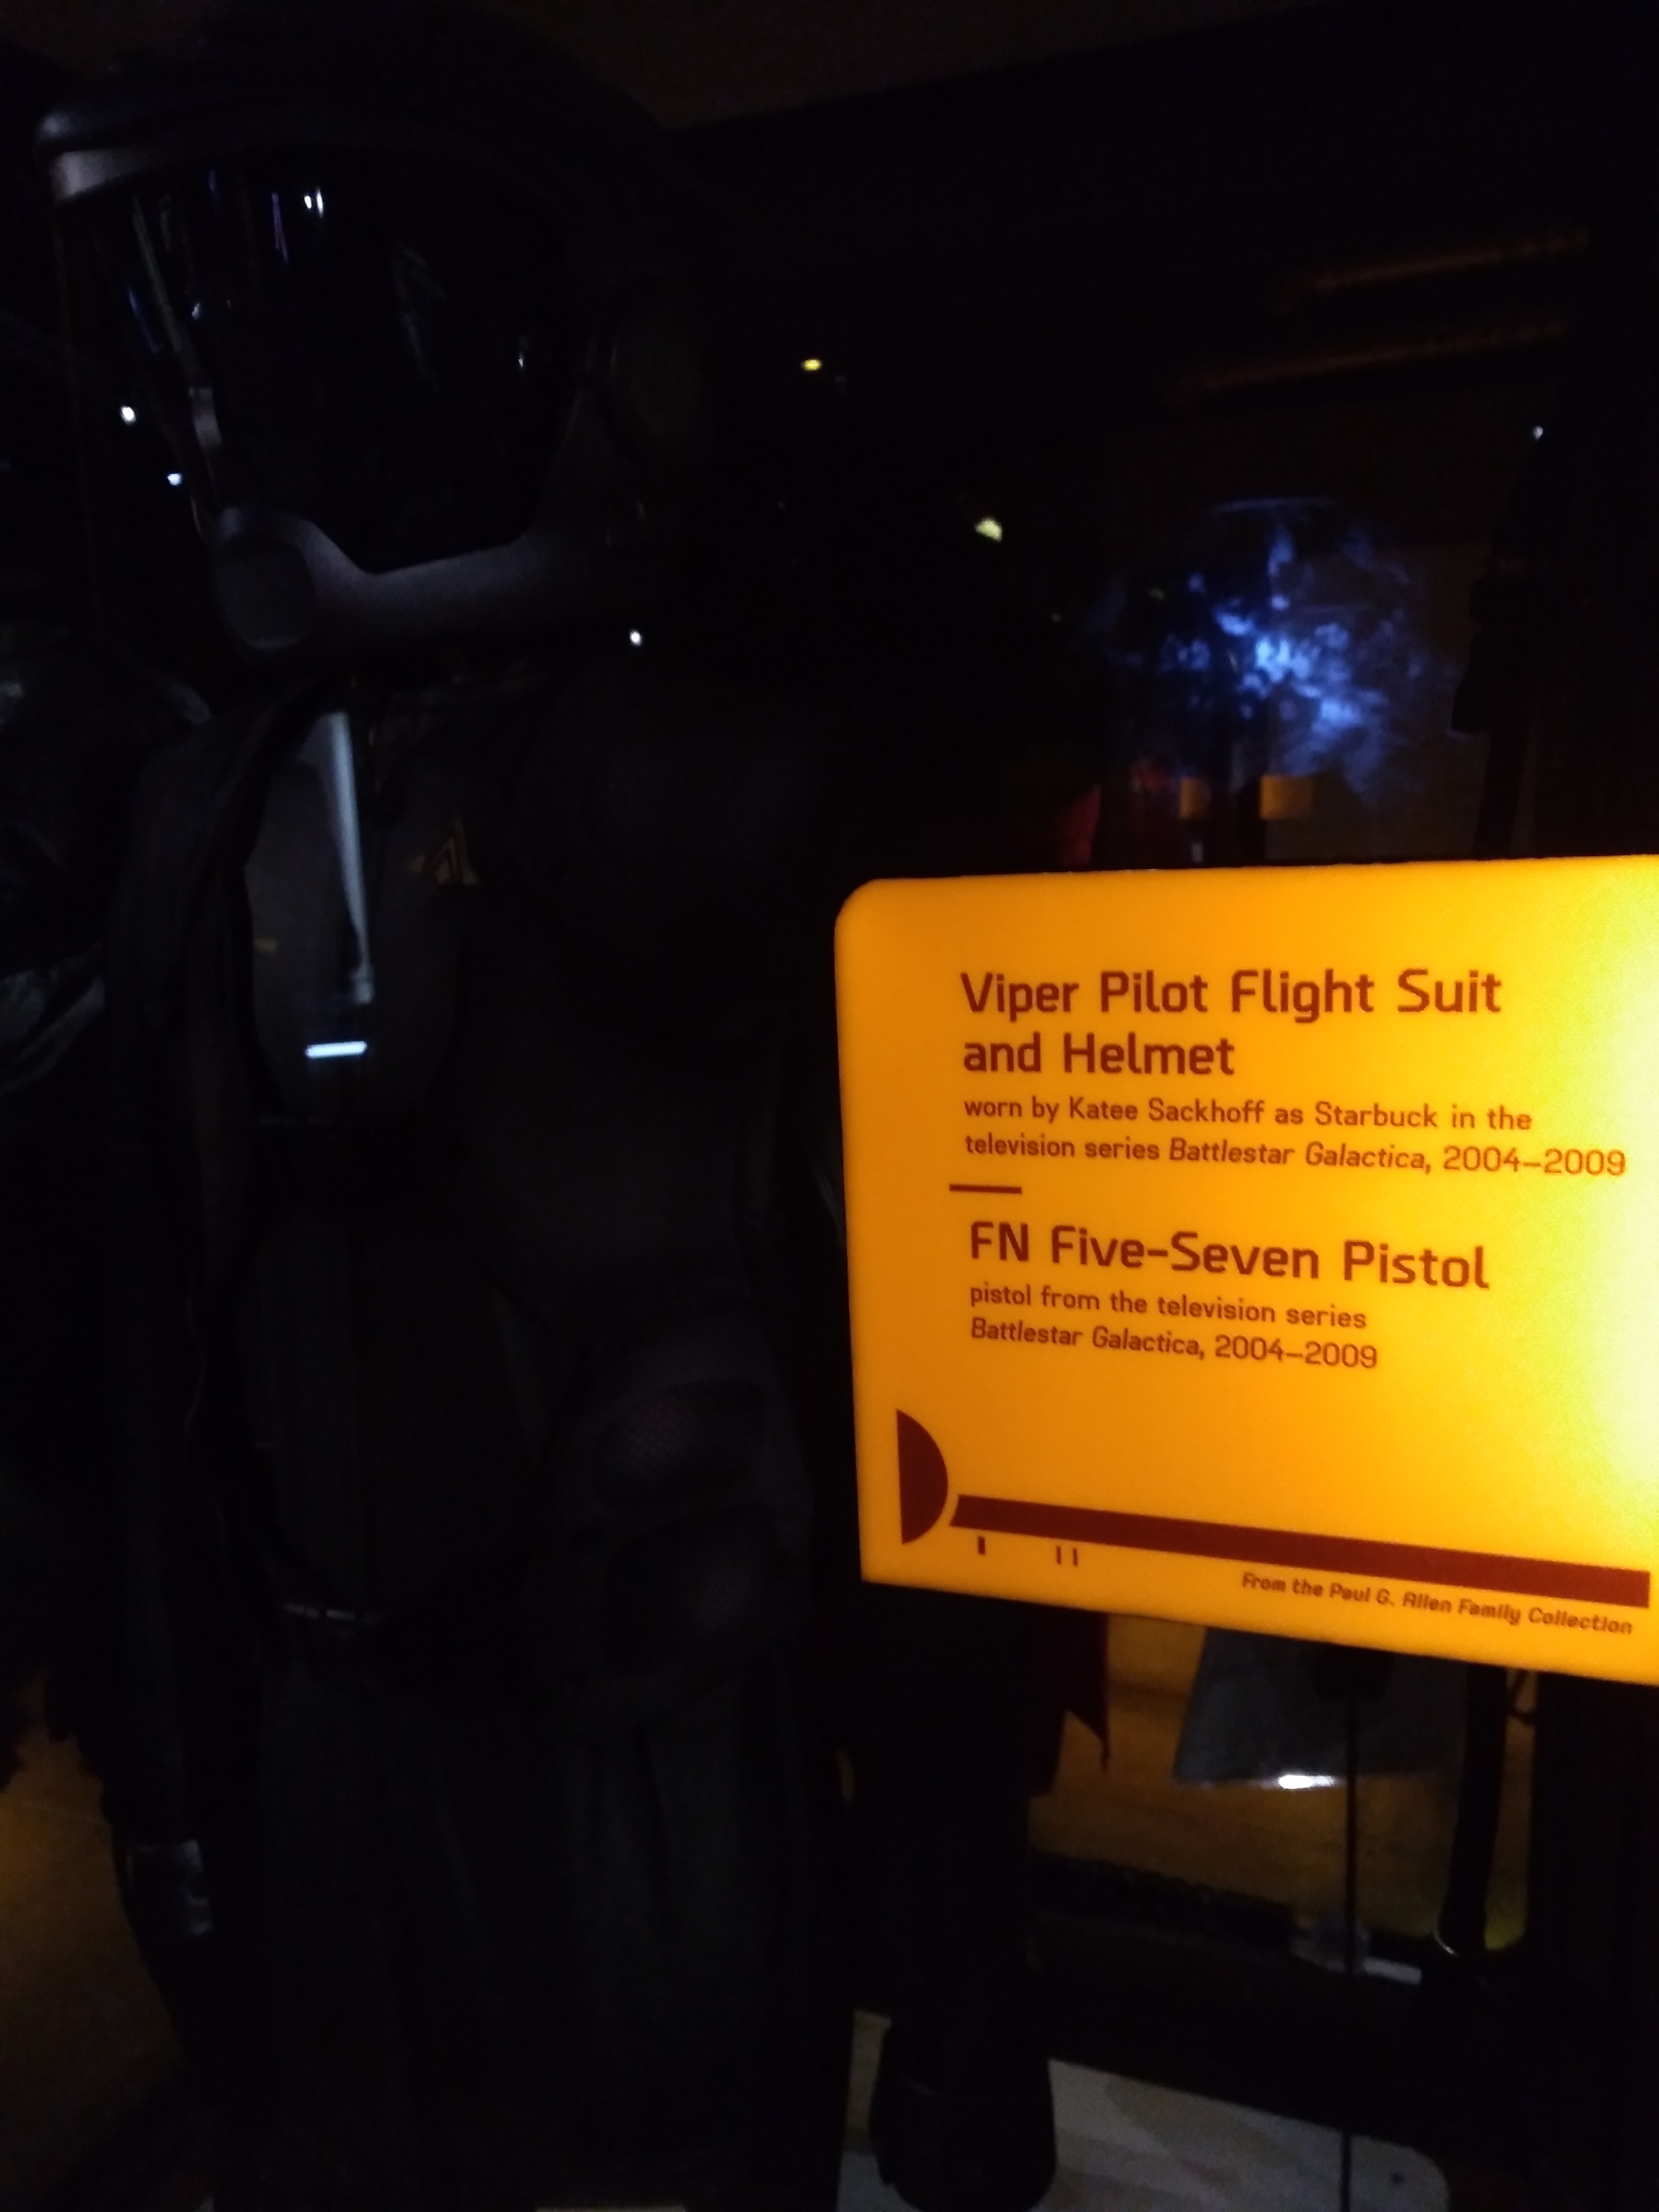 Viper Pilot Flight Suit
and Helmet
worn by Katee Sackhoff as Starbuck in the
television series Battlestar Galactica, 2004–2009
FN Five-Seven Pistol
pistol from the television series
Battlestar Galactica, 2004–2009
From the Paul G. Allen Family Collection